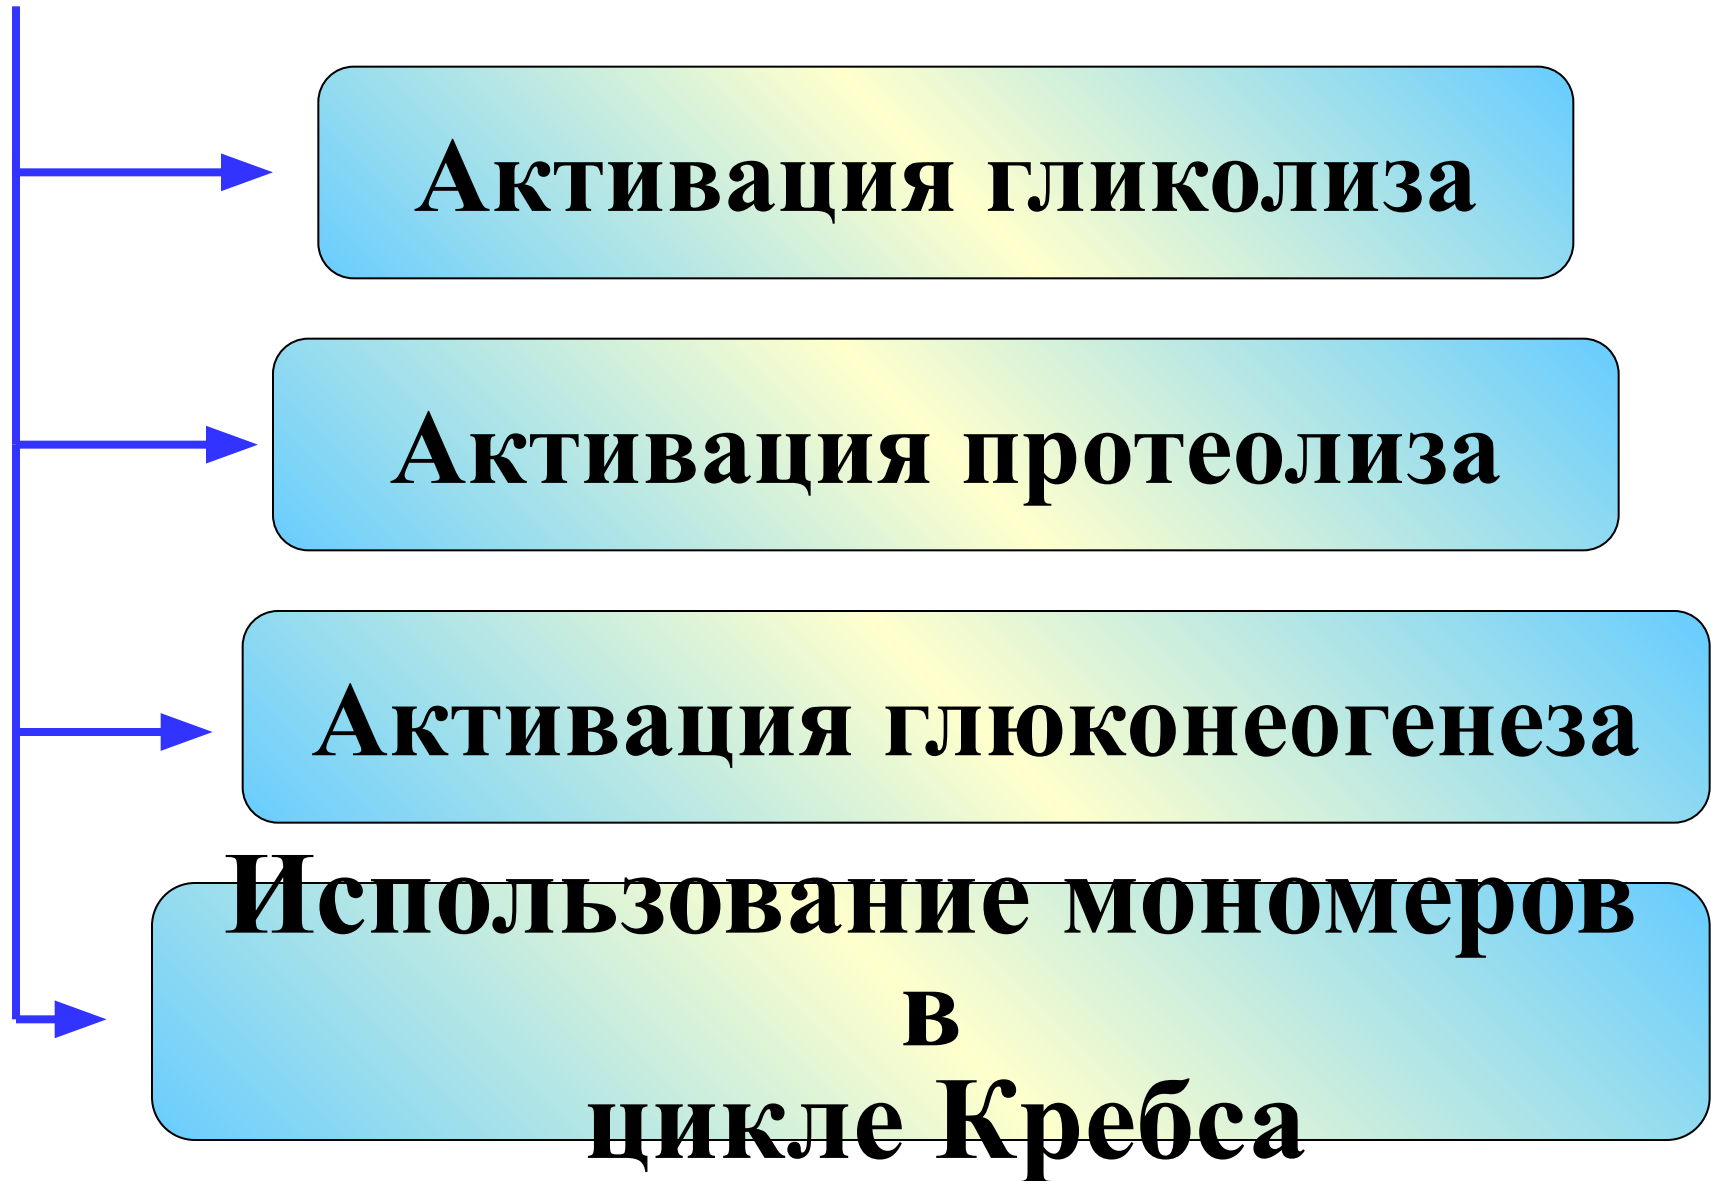 Активация гликолиза
Активация протеолиза
Активация глюконеогенеза
Использование мономеров
в
цикле Кребса